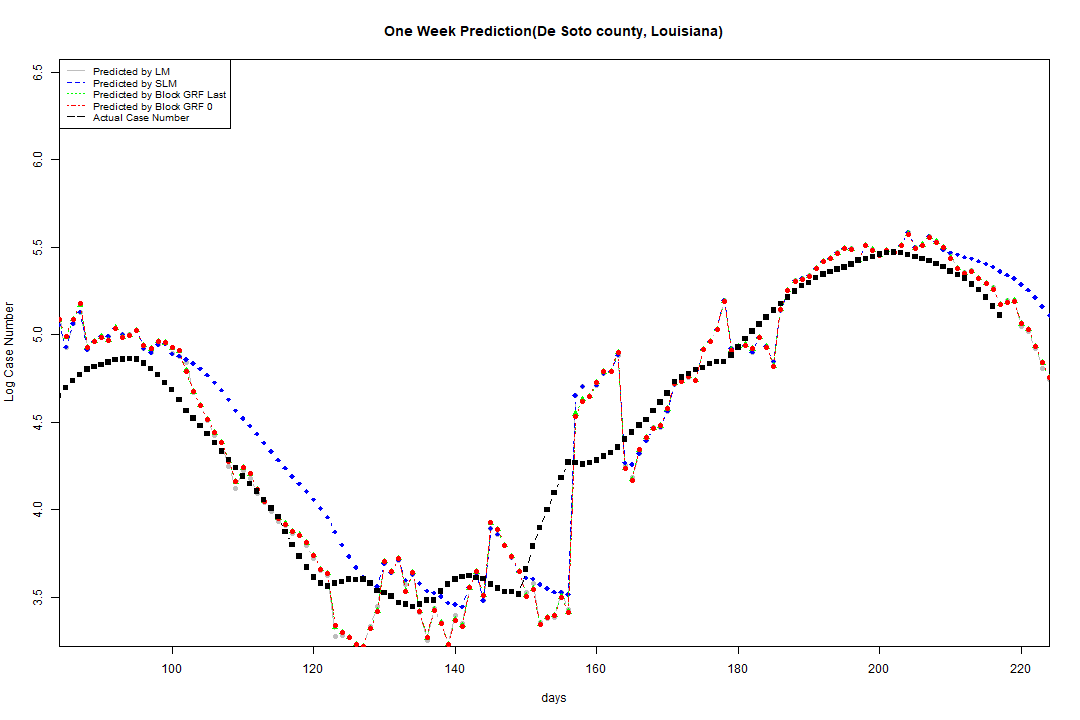 One Week Prediction(De Soto county, Louisiana)
6.5
6.0
5.5
5.0
4.5
4.0
3.5
Log Case Number
Predicted by LM
Predicted by SLM
Predicted by Block GRF Last
Predicted by Block GRF 0
Actual Case Number
100 120 140 160 180 200 220
days